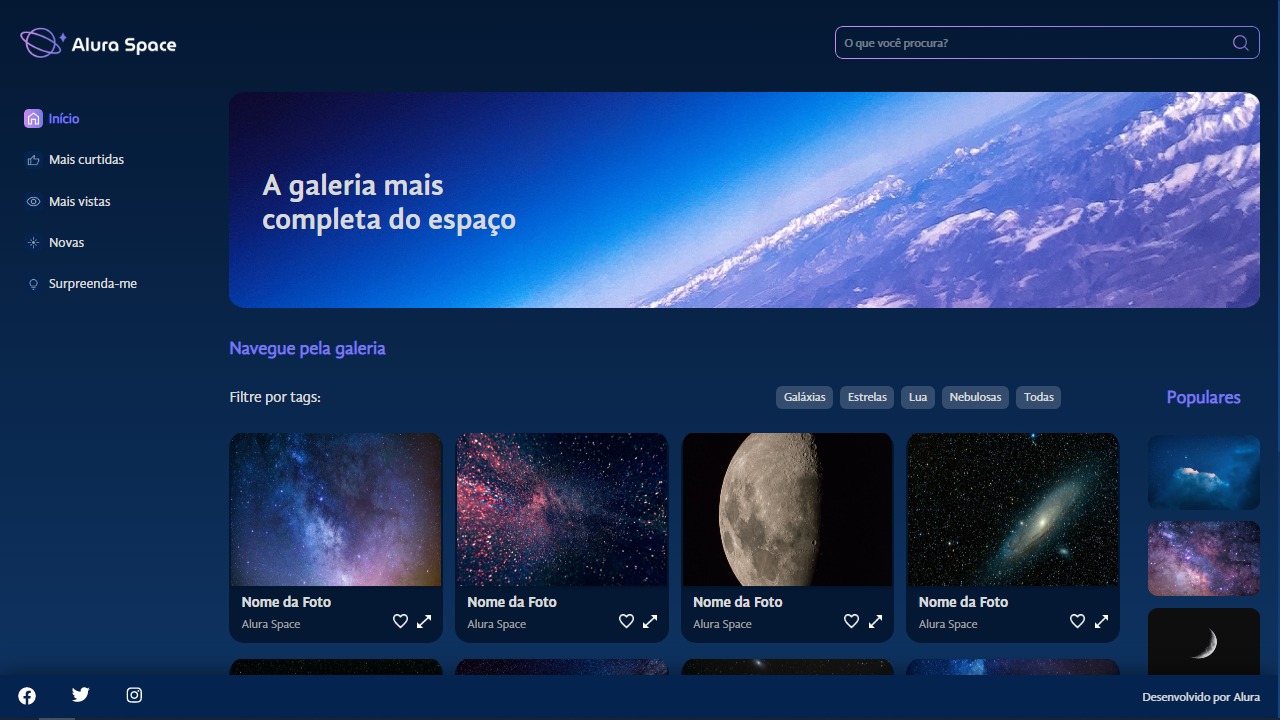 Alura Space
O que você procura?
Início
Mais curtidas
Mais vistas
Novas
Surpreenda-me
A galeria mais
completa do espaço
Navegue pela galeria
Filtre por tags:
Galáxias
Estrelas
Lua
Nebulosas
Todas
Populares
Nome da Foto
Alura Space
Nome da Foto
Alura Space
Nome da Foto
Alura Space
Nome da Foto
Alura Space
Desenvolvido por Alura